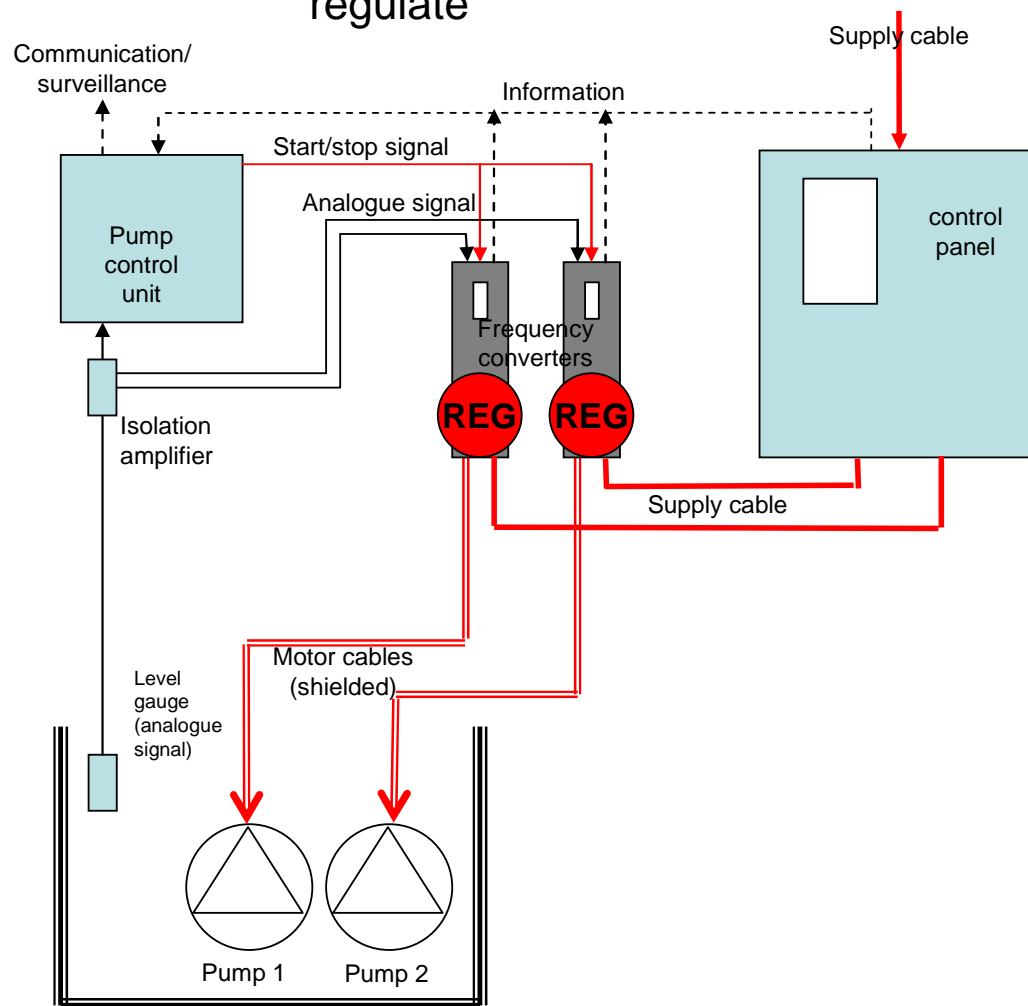 regulate
Supply cable
Communication/
surveillance
Information
Start/stop signal
Analogue signal
Pump
control
unit
control
panel
Frequency
converters
REG
REG
Isolation
amplifier
Supply cable
Motor cables
(shielded)
Level
gauge
(analogue
signal)
Pump 1
Pump 2